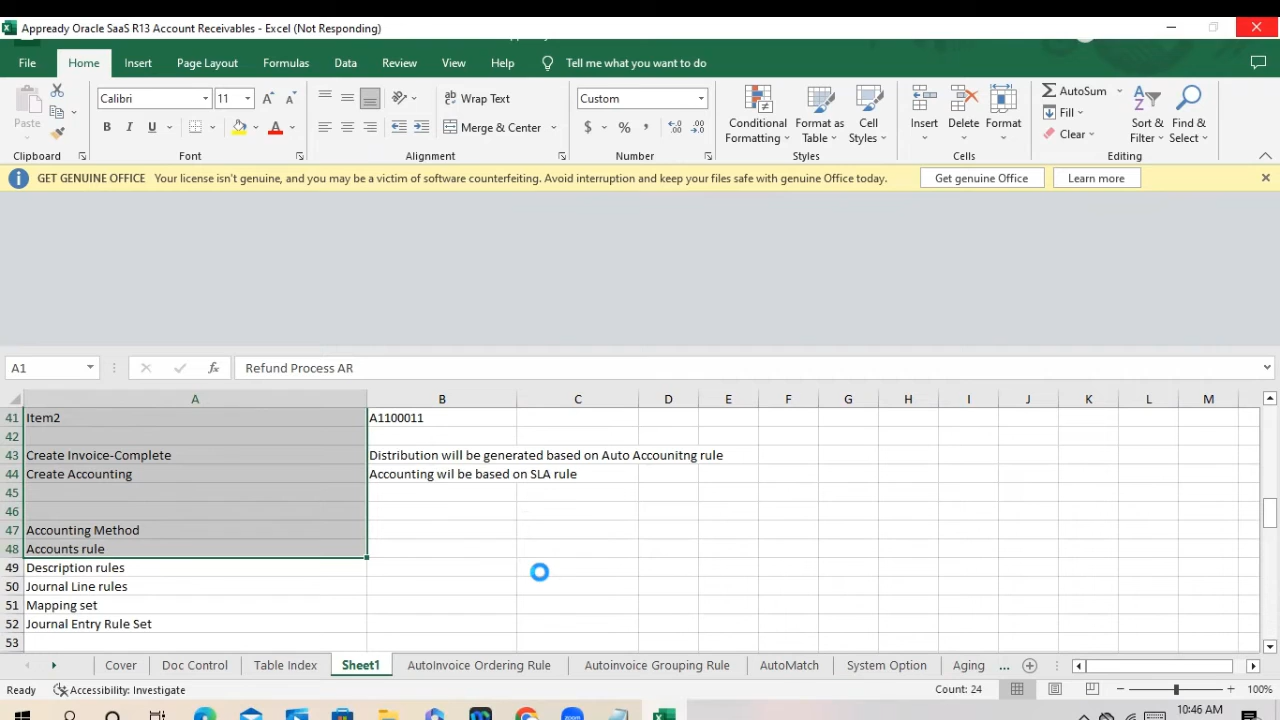 Appready Oracle SaaS R13 Account Receivables - Excel (Not Responding)
File Home Insert Page Layout Formulas Data Review View Help Tell me what you want to do
Paste
Calibri 11
Wrap Text
Merge & Center
Custom
Conditional Formatting
Format as Table
Cell Styles
Insert
Delete
Format
AutoSum
Fill
Clear
Sort & Filter
Find & Select
Clipboard Font Alignment Number Styles Cells Editing
GET GENUINE OFFICE Your license isn't genuine, and you may be a victim of software counterfeiting. Avoid interruption and keep your files safe with genuine Office today. Get genuine Office Learn more
A1 fx Refund Process AR
A B C D E F G H I J K L M
41 Item2 A1100011
42
43 Create Invoice-Complete Distribution will be generated based on Auto Accounitng rule
44 Create Accounting Accounting wil be based on SLA rule
45
46
47 Accounting Method
48 Accounts rule
49 Description rules
50 Journal Line rules
51 Mapping set
52 Journal Entry Rule Set
53
Cover Doc Control Table Index Sheet1 AutoInvoice Ordering Rule Autoinvoice Grouping Rule AutoMatch System Option Aging ...
Ready Accessibility: Investigate Count: 24 100%
10:46 AM